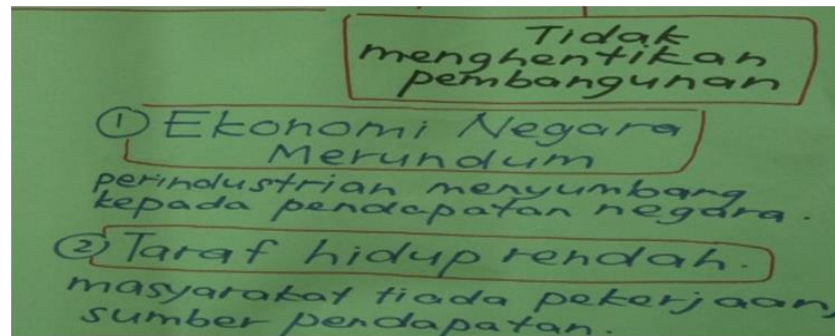 Tidak
menghentikan
pembangunan
① Ekonomi Negara
Merundum
perindustrian menyumbang
kepada pendapatan negara.
② Taraf hidup rendah.
masyarakat tiada pekerjaan,
sumber pendapatan.